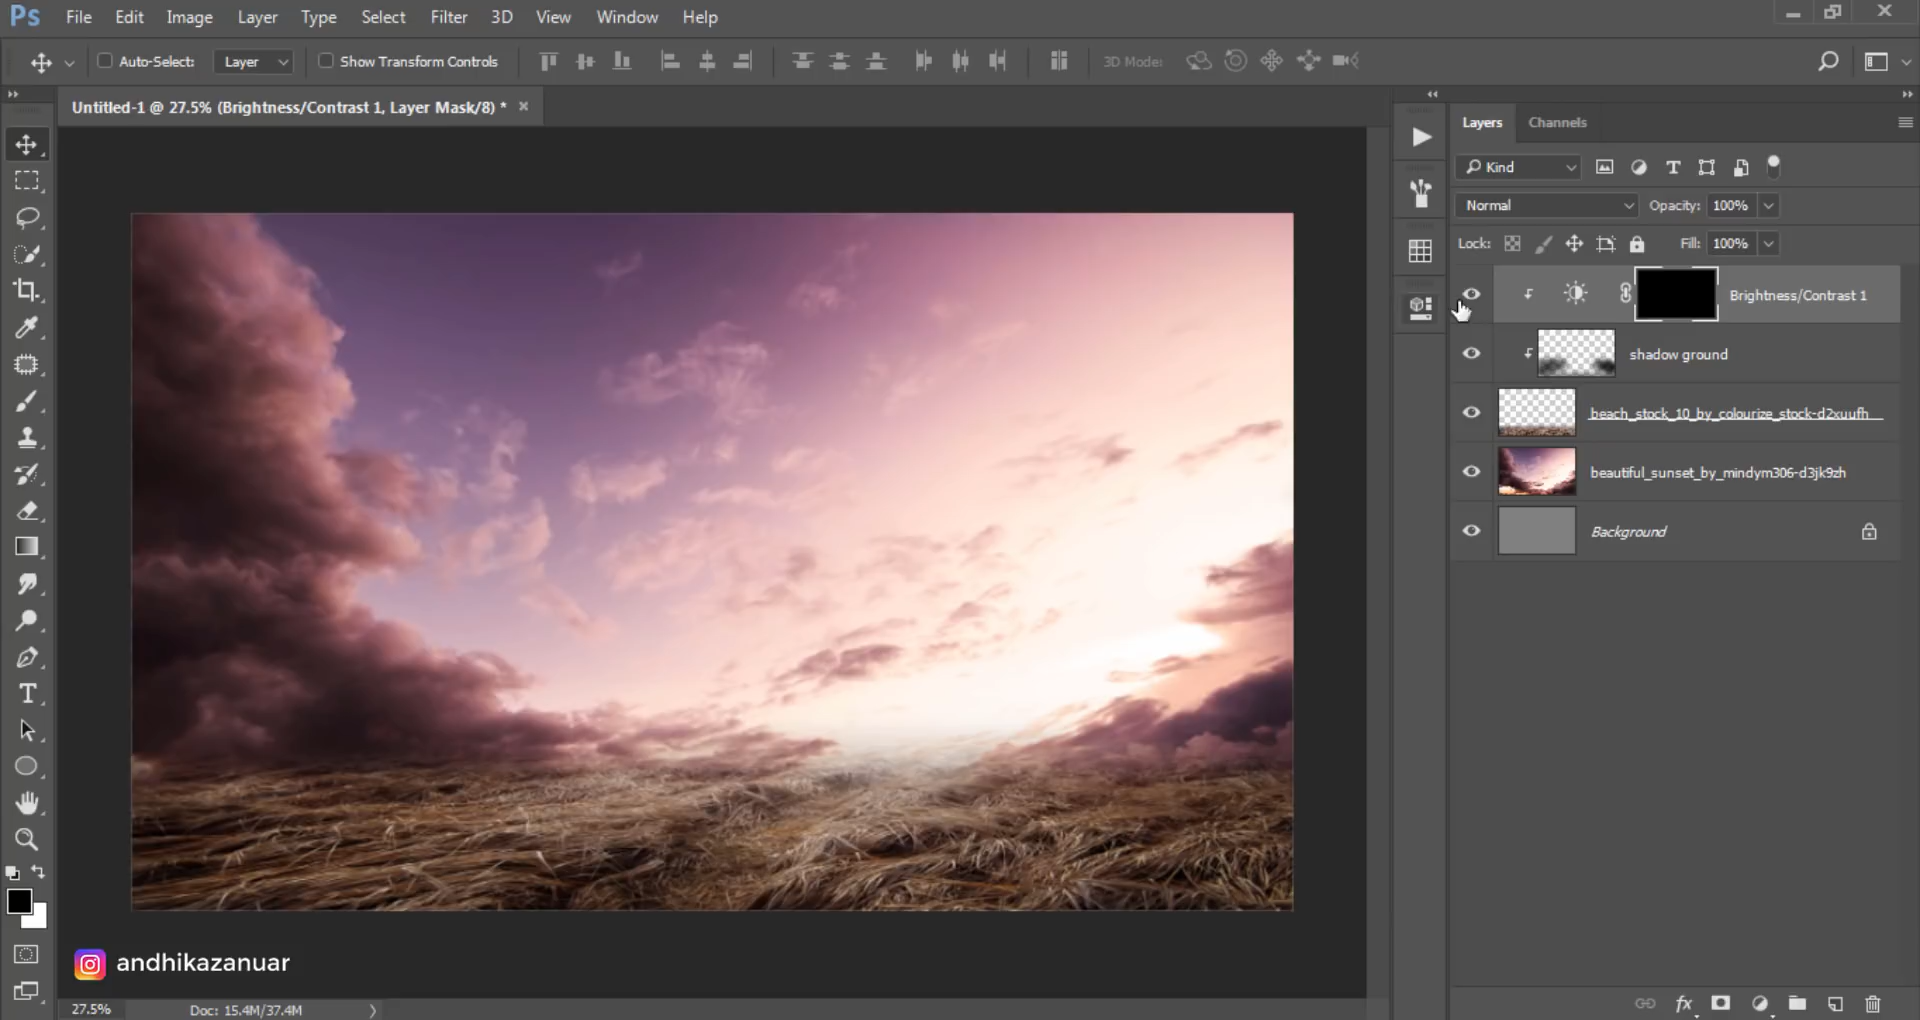 Ps File Edit Image Layer Type Select Filter 3D View Window Help
Auto-Select: Layer Show Transform Controls 3D Mode:
Untitled-1 @ 27.5% (Brightness/Contrast 1, Layer Mask/8) *
Layers Channels
Kind
Normal Opacity: 100%
Lock: Fill: 100%
Brightness/Contrast 1
shadow ground
beach_stock_10_by_colourize_stock-d2xuufh
beautiful_sunset_by_mindym306-d3jk9zh
Background
andhikazanuar
27.5% Doc: 15.4M/37.4M
fx